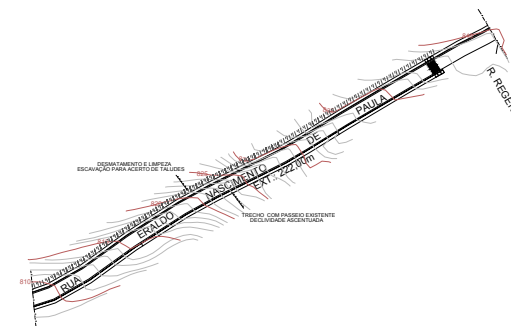 R. REGEN
RUA ERALDO NASCIMENTO DE PAULA
EXT.: 222.00m
DESMATAMENTO E LIMPEZA
ESCAVAÇÃO PARA ACERTO DE TALUDES
TRECHO COM PASSEIO EXISTENTE
DECLIVIDADE ASCENTUADA
810